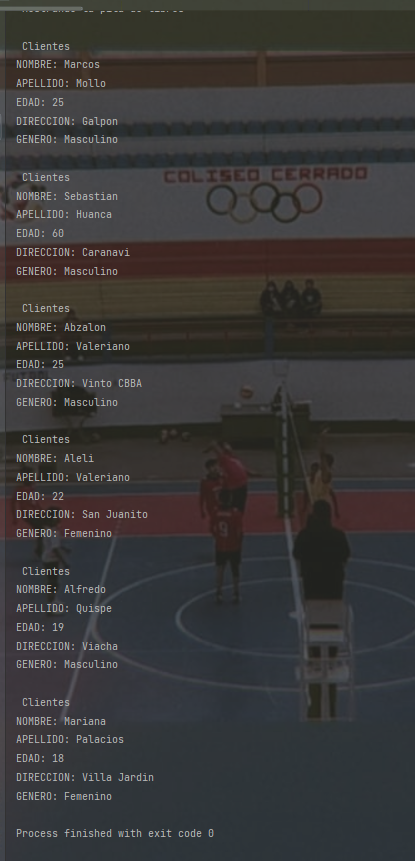 Clientes
NOMBRE: Marcos
APELLIDO: Mollo
EDAD: 25
DIRECCION: Galpon
GENERO: Masculino
Clientes
NOMBRE: Sebastian
APELLIDO: Huanca
EDAD: 60
DIRECCION: Caranavi
GENERO: Masculino
COLISEO CERRADO
Clientes
NOMBRE: Abzalon
APELLIDO: Valeriano
EDAD: 25
DIRECCION: Vinto CBBA
GENERO: Masculino
Clientes
NOMBRE: Aleli
APELLIDO: Valeriano
EDAD: 22
DIRECCION: San Juanito
GENERO: Femenino
Clientes
NOMBRE: Alfredo
APELLIDO: Quispe
EDAD: 19
DIRECCION: Viacha
GENERO: Masculino
Clientes
NOMBRE: Mariana
APELLIDO: Palacios
EDAD: 18
DIRECCION: Villa Jardin
GENERO: Femenino
Process finished with exit code 0